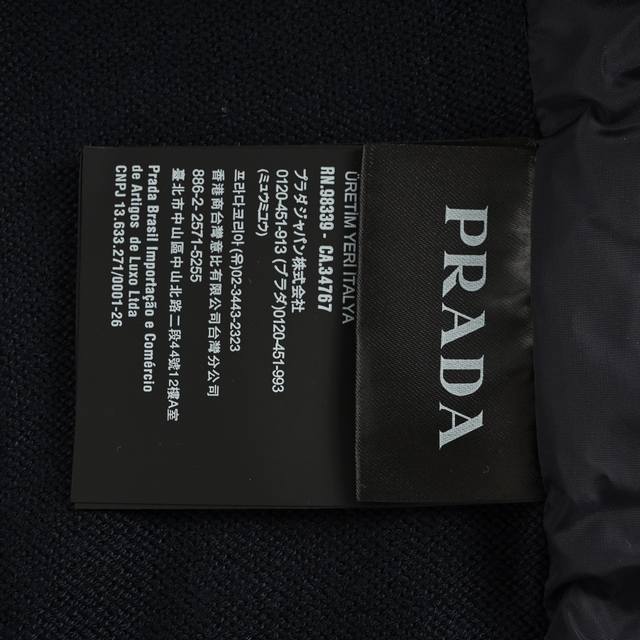 PRADA
ÜRETİM YERİ İTALYA
RN.98339 - CA.34767
プラダジャパン株式会社
0120-451-913 (プラダ)/0120-451-993
(ミュウミュウ)
프라다코리아(유)02-3443-2323
香港商台灣意比有限公司台灣分公司
886-2-2571-5255
臺北市中山區中山北路二段44號12樓A室
Prada Brasil Importação e Comércio
de Artigos de Luxo Ltda
CNPJ 13.633.271/0001-26